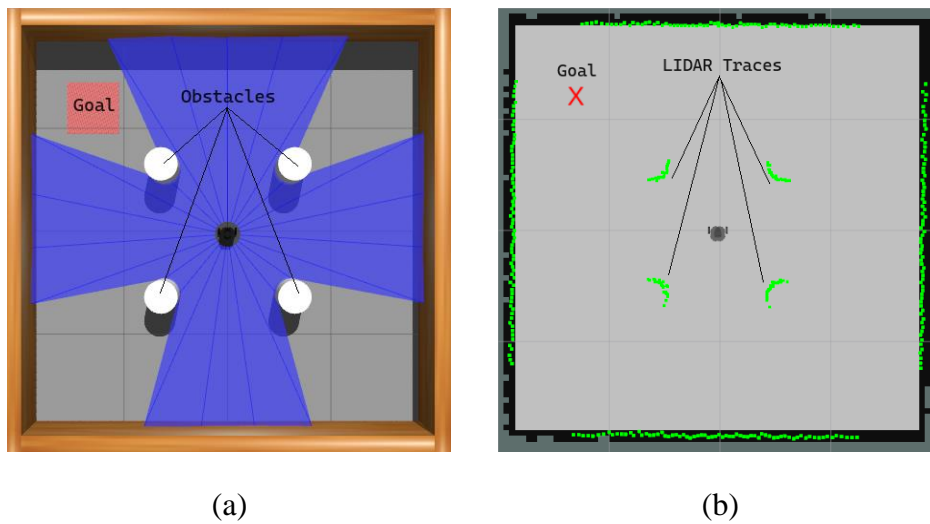 Goal
Obstacles
Goal
LIDAR Traces
X
(a)
(b)